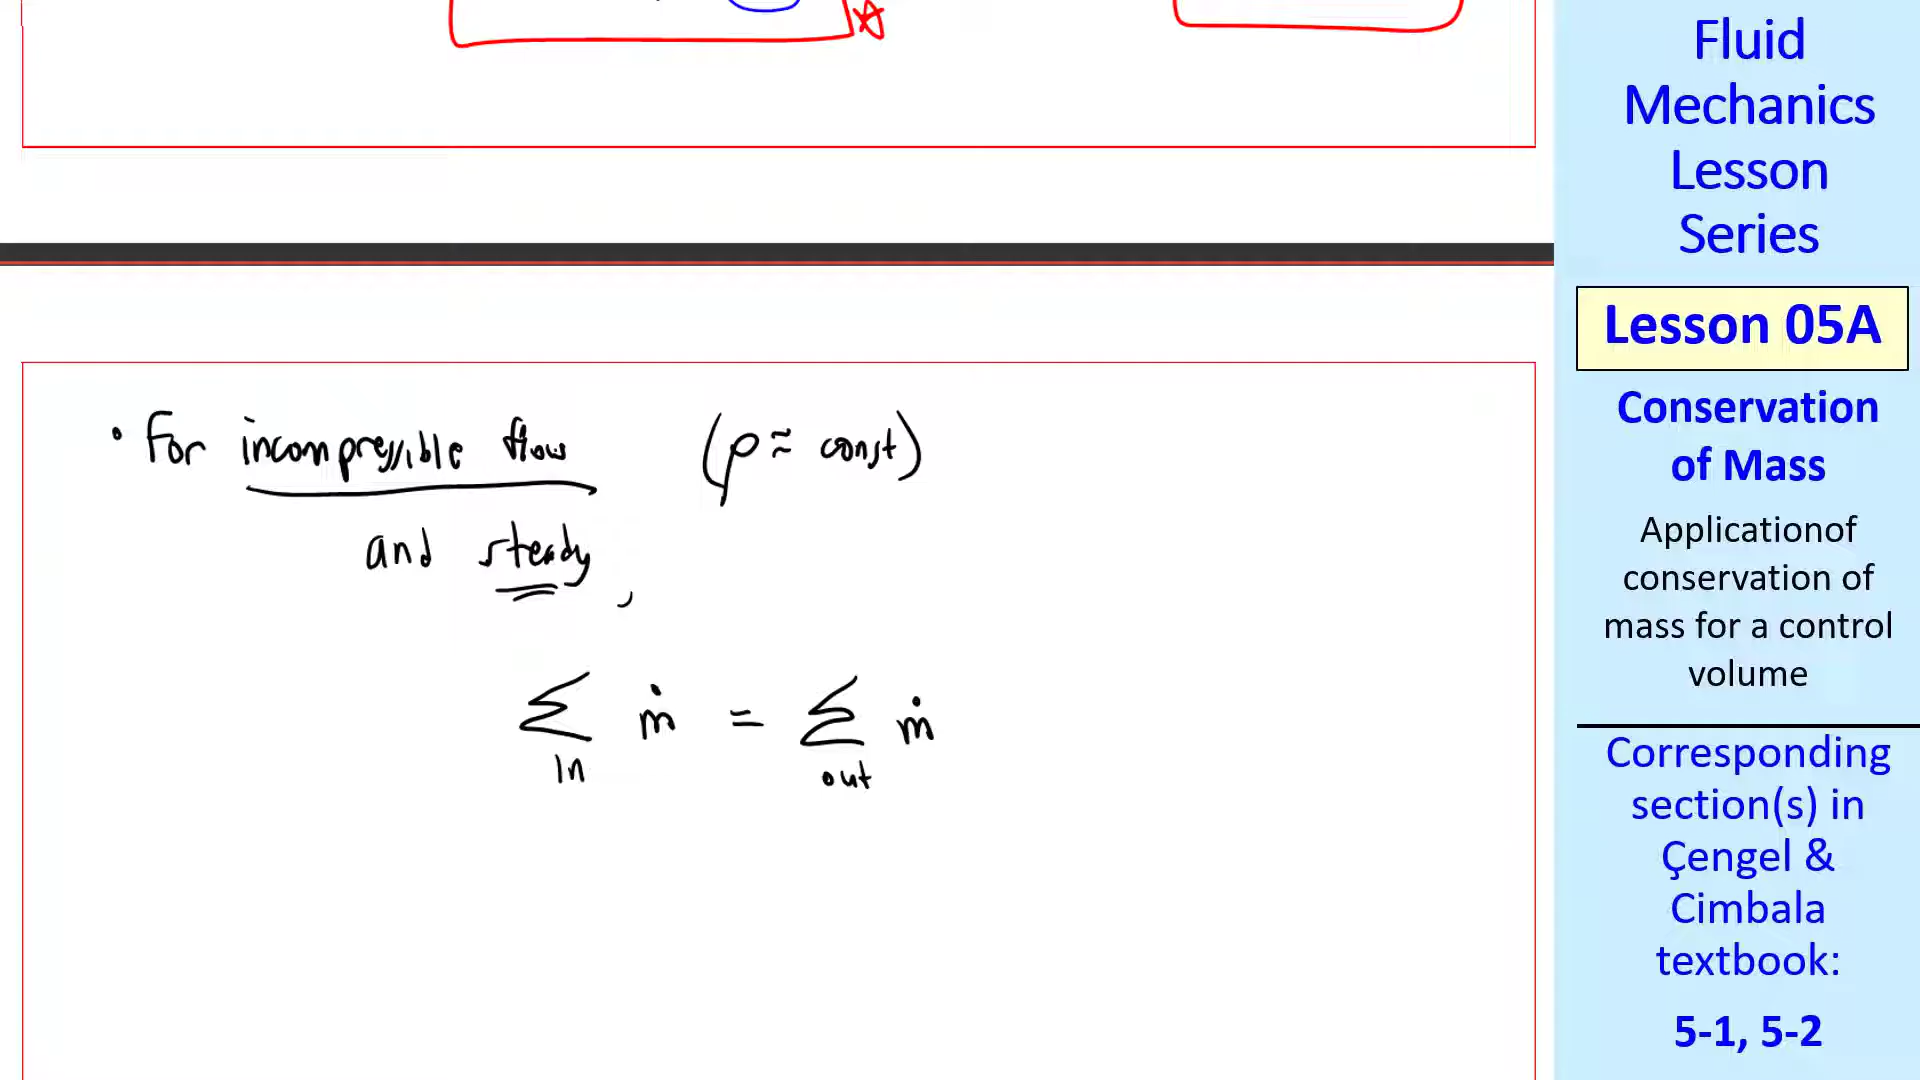 • For incompressible flow (ρ ≈ const)
and steady,
∑ ṁ = ∑ ṁ
in out
Fluid
Mechanics
Lesson
Series
Lesson 05A
Conservation
of Mass
Applicationof
conservation of
mass for a control
volume
Corresponding
section(s) in
Çengel &
Cimbala
textbook:
5-1, 5-2